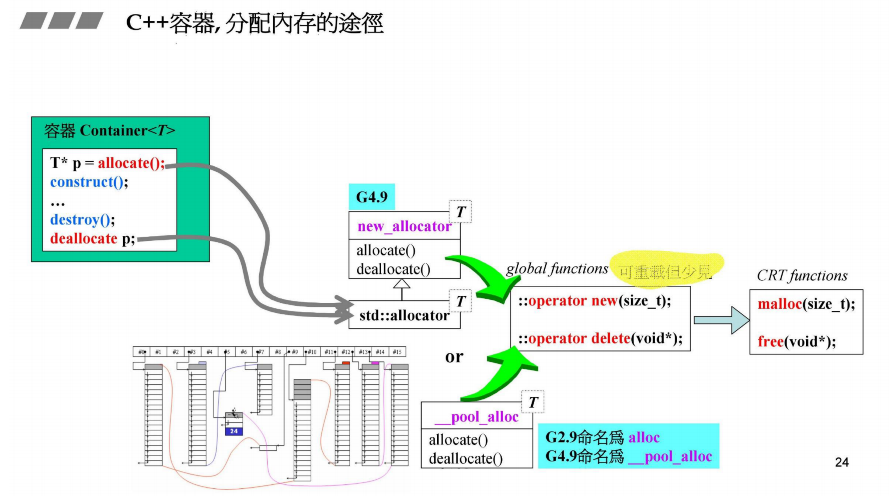 C++容器, 分配內存的途徑
容器 Container<T>
T* p = allocate();
construct();
...
destroy();
deallocate p;
G4.9
T
new_allocator
allocate()
deallocate()
T
std::allocator
global functions 可重載但少見
::operator new(size_t);
::operator delete(void*);
CRT functions
malloc(size_t);
free(void*);
or
T
__pool_alloc
allocate()
deallocate()
G2.9命名爲 alloc
G4.9命名爲 __pool_alloc
#0 #1 #2 #3 #4 #5 #6 #7 #8 #9 #10 #11 #12 #13 #14 #15
24
24